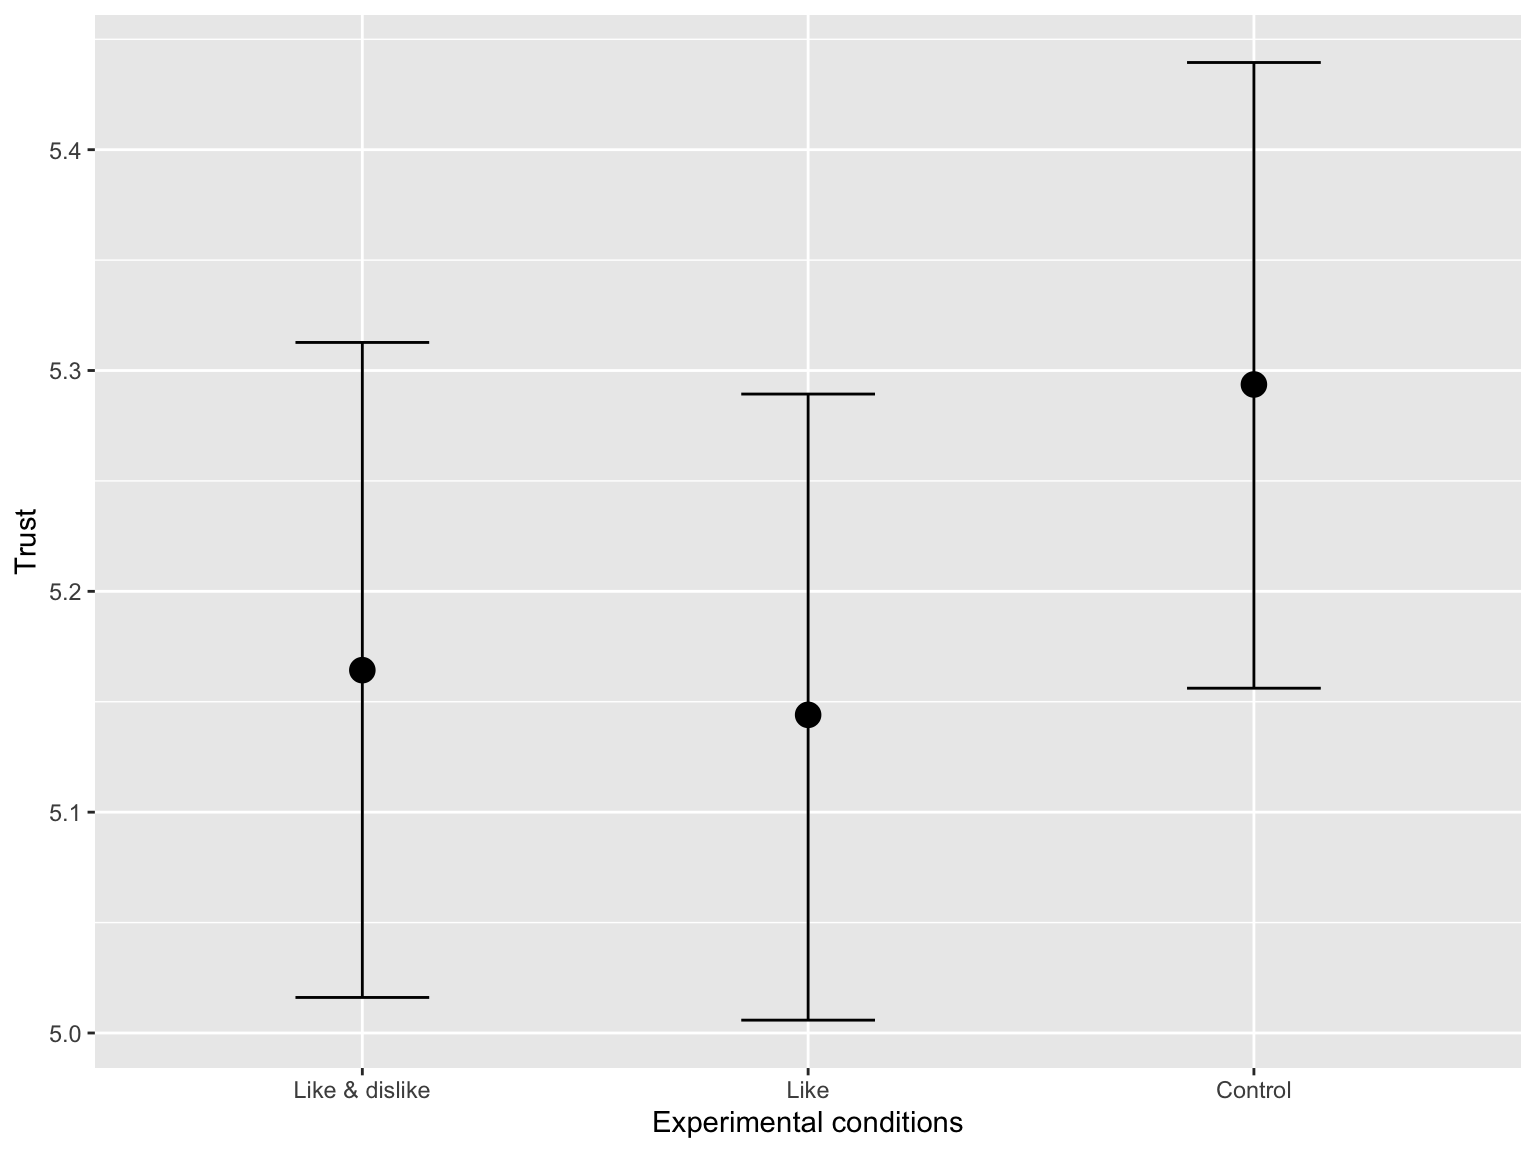 5.4
5.3
5.2
5.1
5.0
Trust
Like & dislike
Like
Control
Experimental conditions